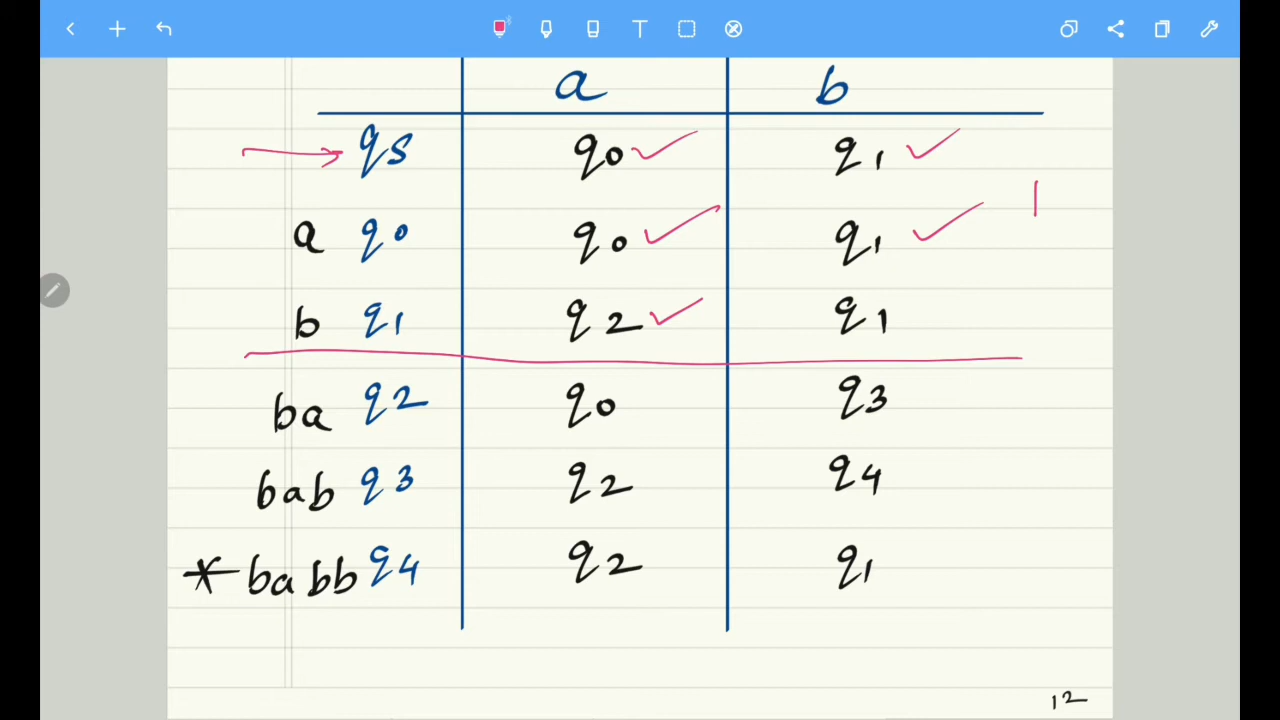 a b
→ qs q0 ✓ q1 ✓
a q0 q0 ✓ q1 ✓
b q1 q2 ✓ q1
ba q2 q0 q3
bab q3 q2 q4
* babb q4 q2 q1
12